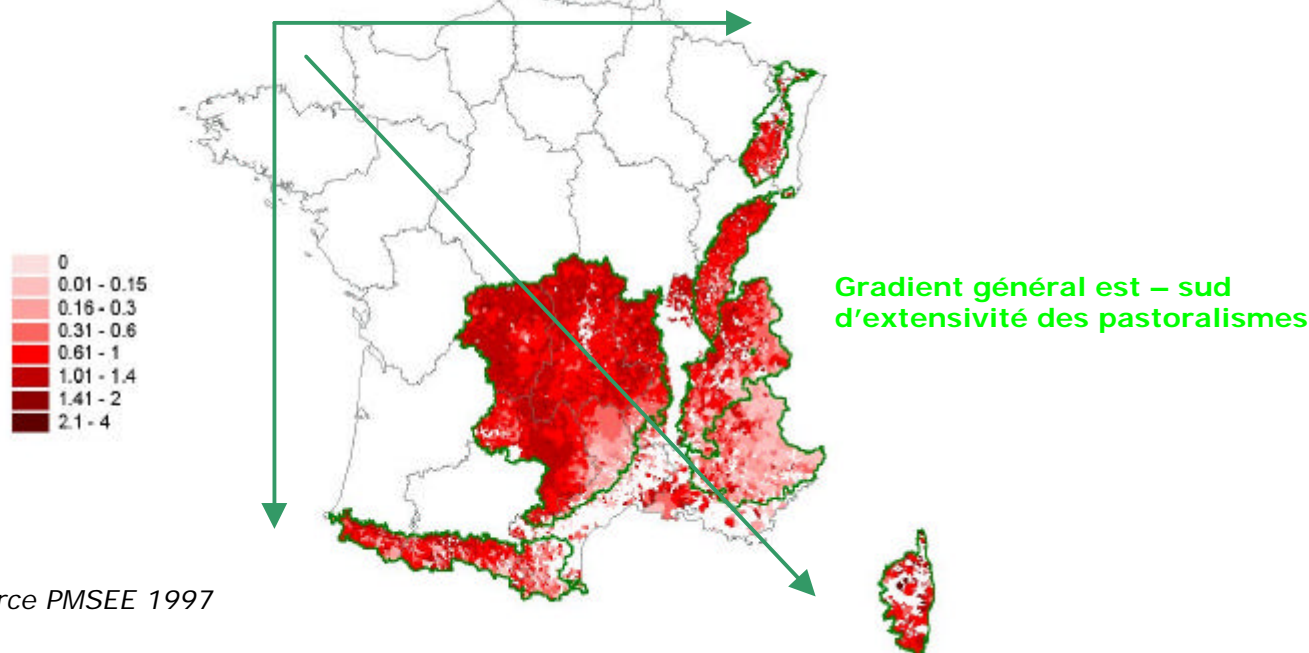 0
0.01 - 0.15
0.16 - 0.3
0.31 - 0.6
0.61 - 1
1.01 - 1.4
1.41 - 2
2.1 - 4
Gradient général est – sud
d'extensivité des pastoralismes
rce PMSEE 1997